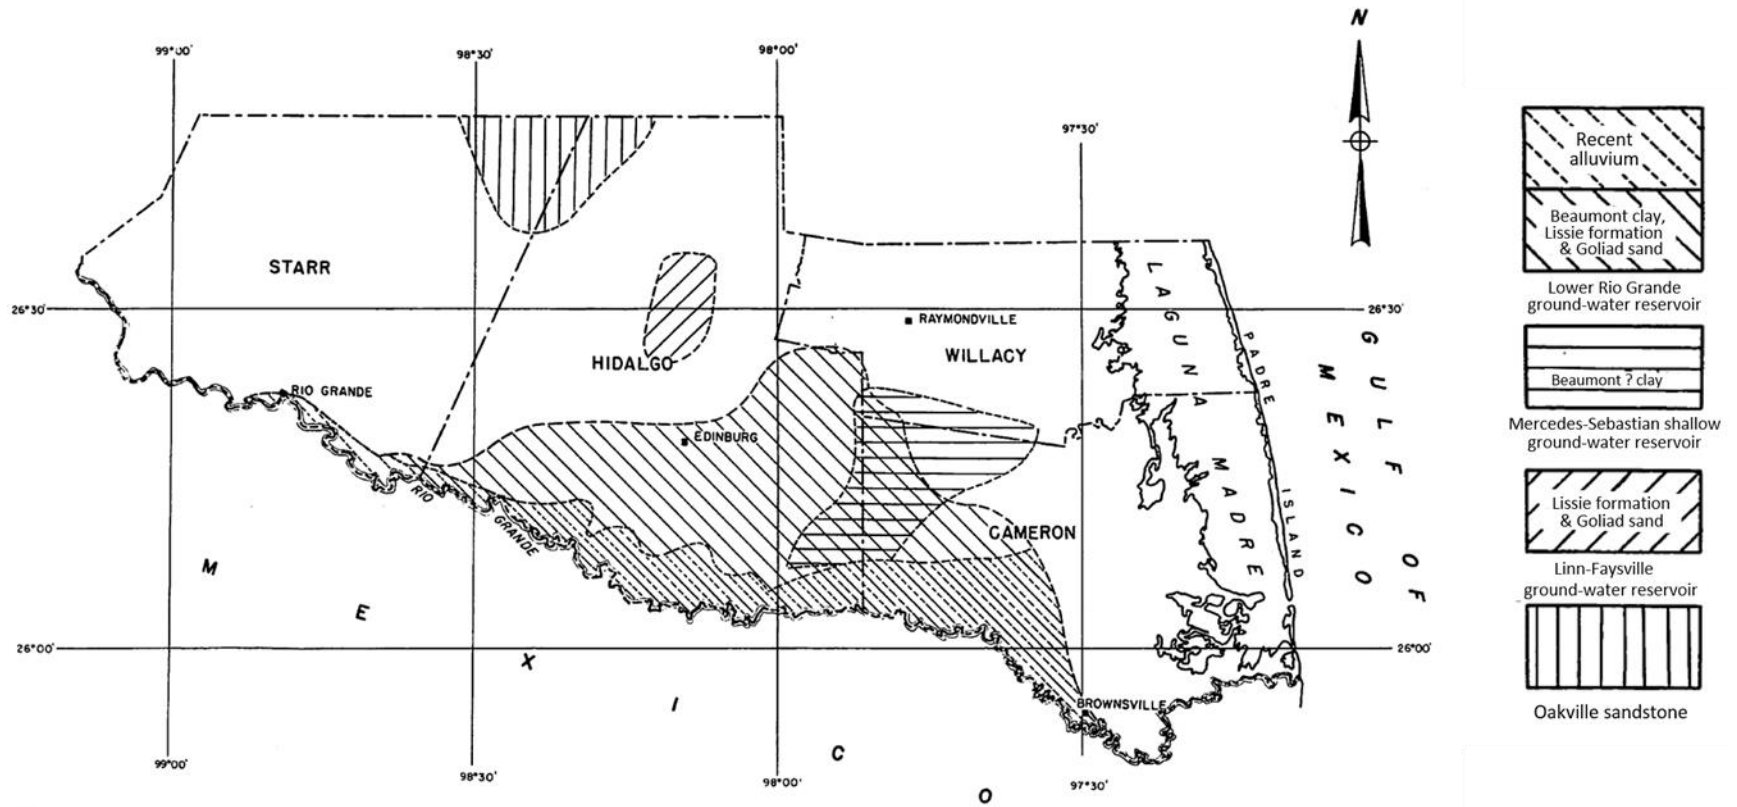 N
99°00'
98°30'
98°00'
97°30'
STARR
26°30'
26°30'
RAYMONDVILLE
HIDALGO
WILLACY
RIO GRANDE
EDINBURG
CAMERON
RIO GRANDE
LAGUNA MADRE
PADRE ISLAND
GULF OF
MEXICO
MEXICO
26°00'
26°00'
BROWNSVILLE
99°00'
98°30'
98°00'
97°30'
Recent
alluvium
Beaumont clay,
Lissie formation
& Goliad sand
Lower Rio Grande
ground-water reservoir
Beaumont ? clay
Mercedes-Sebastian shallow
ground-water reservoir
Lissie formation
& Goliad sand
Linn-Faysville
ground-water reservoir
Oakville sandstone